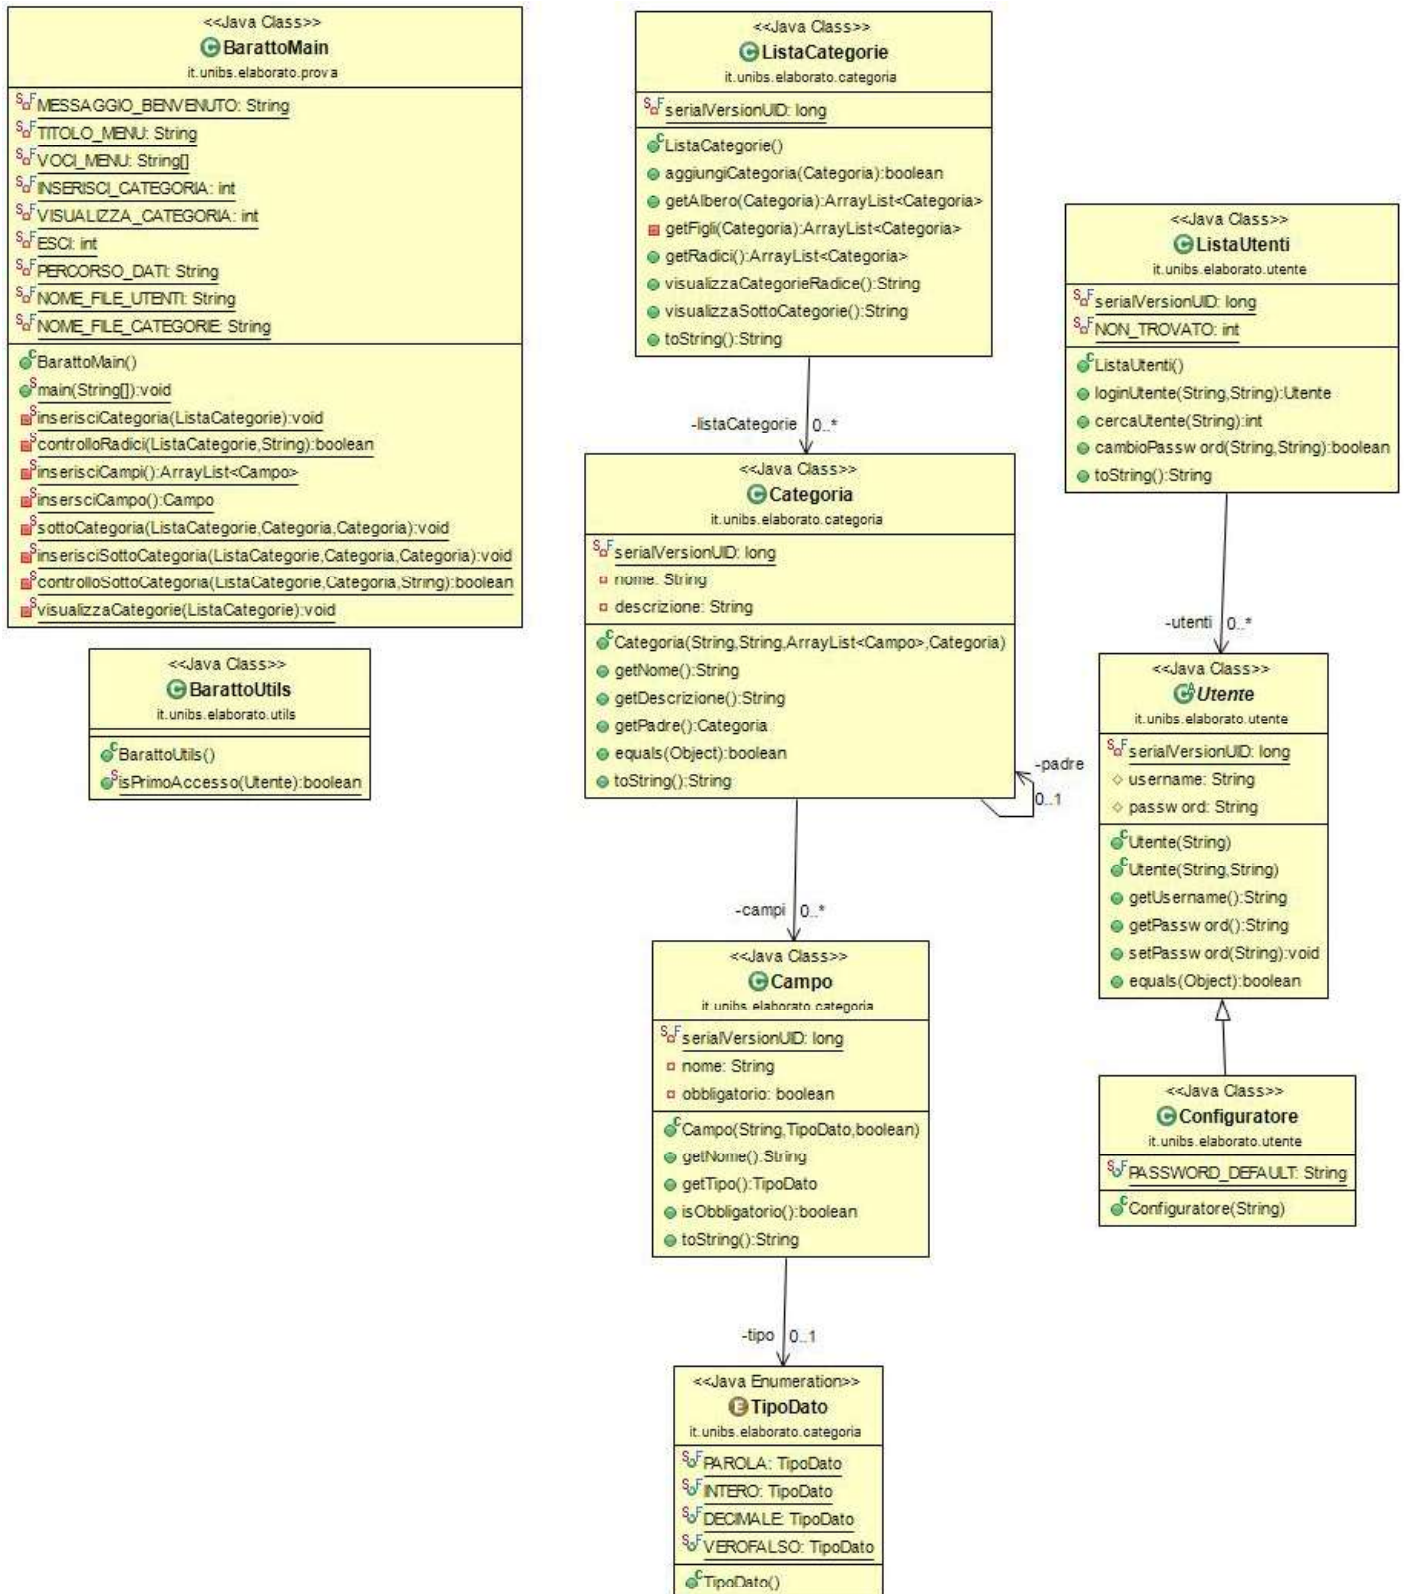 <<Java Class>>
BarattoMain
it.unibs.elaborato.prova
MESSAGGIO_BENVENUTO: String
TITOLO_MENU: String
VOCI_MENU: String[]
INSERISCI_CATEGORIA: int
VISUALIZZA_CATEGORIA: int
ESCI: int
PERCORSO_DATI: String
NOME_FILE_UTENTI: String
NOME_FILE_CATEGORIE: String
BarattoMain()
main(String[]):void
inserisciCategoria(ListaCategorie):void
controlloRadici(ListaCategorie,String):boolean
inserisciCampi():ArrayList<Campo>
insersciCampo():Campo
sottoCategoria(ListaCategorie,Categoria,Categoria):void
inserisciSottoCategoria(ListaCategorie,Categoria,Categoria):void
controlloSottoCategoria(ListaCategorie,Categoria,String):boolean
visualizzaCategorie(ListaCategorie):void
<<Java Class>>
BarattoUtils
it.unibs.elaborato.utils
BarattoUtils()
isPrimoAccesso(Utente):boolean
<<Java Class>>
ListaCategorie
it.unibs.elaborato.categoria
serialVersionUID: long
ListaCategorie()
aggiungiCategoria(Categoria):boolean
getAlbero(Categoria):ArrayList<Categoria>
getFigli(Categoria):ArrayList<Categoria>
getRadici():ArrayList<Categoria>
visualizzaCategorieRadice():String
visualizzaSottoCategorie():String
toString():String
-listaCategorie 0..*
<<Java Class>>
Categoria
it.unibs.elaborato.categoria
serialVersionUID: long
nome: String
descrizione: String
Categoria(String,String,ArrayList<Campo>,Categoria)
getNome():String
getDescrizione():String
getPadre():Categoria
equals(Object):boolean
toString():String
-padre
0..1
-campi 0..*
<<Java Class>>
Campo
it.unibs.elaborato.categoria
serialVersionUID: long
nome: String
obbligatorio: boolean
Campo(String,TipoDato,boolean)
getNome():String
getTipo():TipoDato
isObbligatorio():boolean
toString():String
-tipo 0..1
<<Java Enumeration>>
TipoDato
it.unibs.elaborato.categoria
PAROLA: TipoDato
INTERO: TipoDato
DECIMALE: TipoDato
VEROFALSO: TipoDato
TipoDato()
<<Java Class>>
ListaUtenti
it.unibs.elaborato.utente
serialVersionUID: long
NON_TROVATO: int
ListaUtenti()
loginUtente(String,String):Utente
cercaUtente(String):int
cambioPassword(String,String):boolean
toString():String
-utenti 0..*
<<Java Class>>
Utente
it.unibs.elaborato.utente
serialVersionUID: long
username: String
password: String
Utente(String)
Utente(String,String)
getUsername():String
getPassword():String
setPassword(String):void
equals(Object):boolean
<<Java Class>>
Configuratore
it.unibs.elaborato.utente
PASSWORD_DEFAULT: String
Configuratore(String)